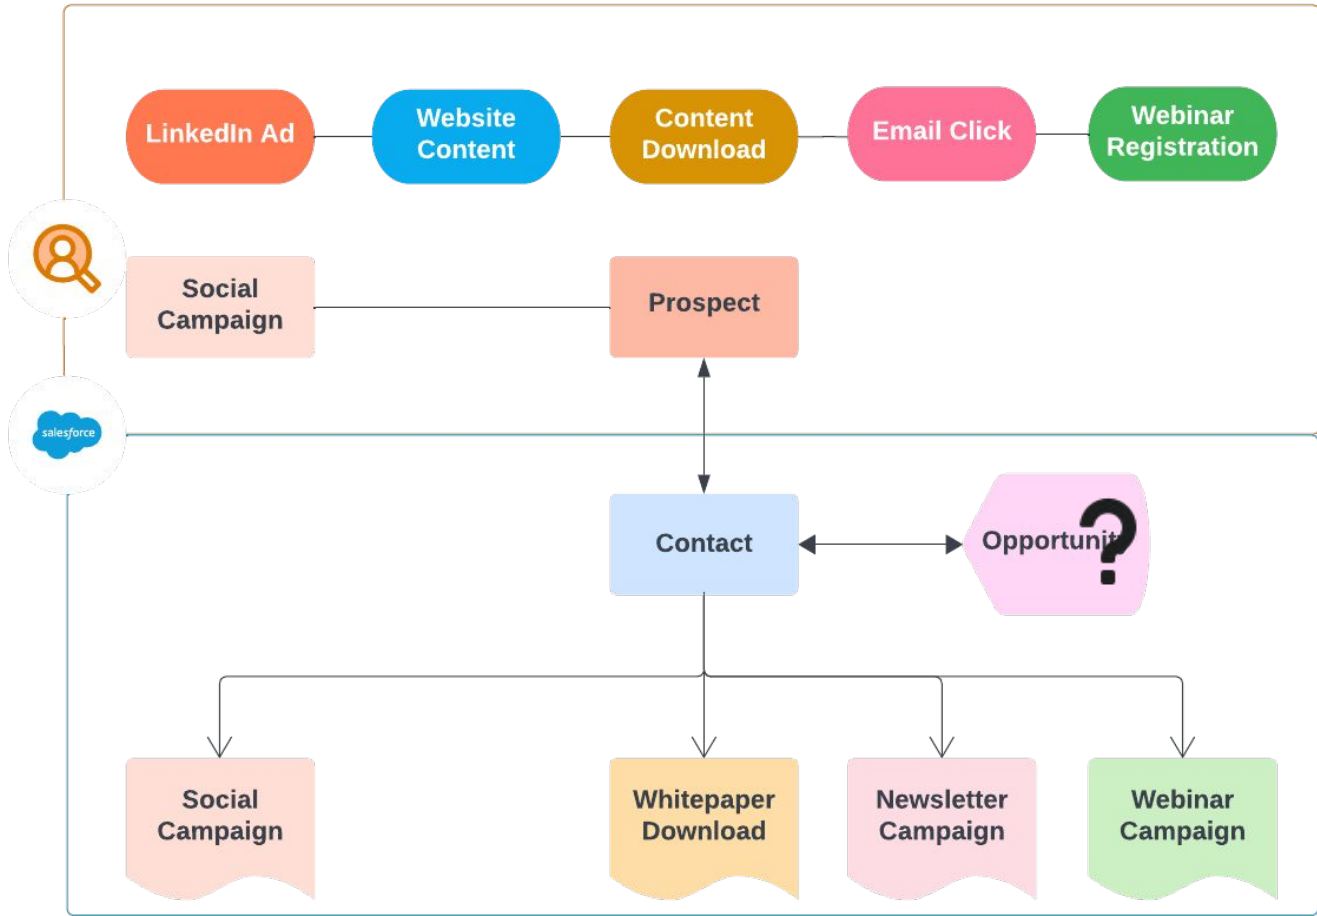 LinkedIn Ad
Website
Content
Content
Download
Email Click
Webinar
Registration
Social
Campaign
Prospect
salesforce
Contact
Opportunit
?
Social
Campaign
Whitepaper
Download
Newsletter
Campaign
Webinar
Campaign